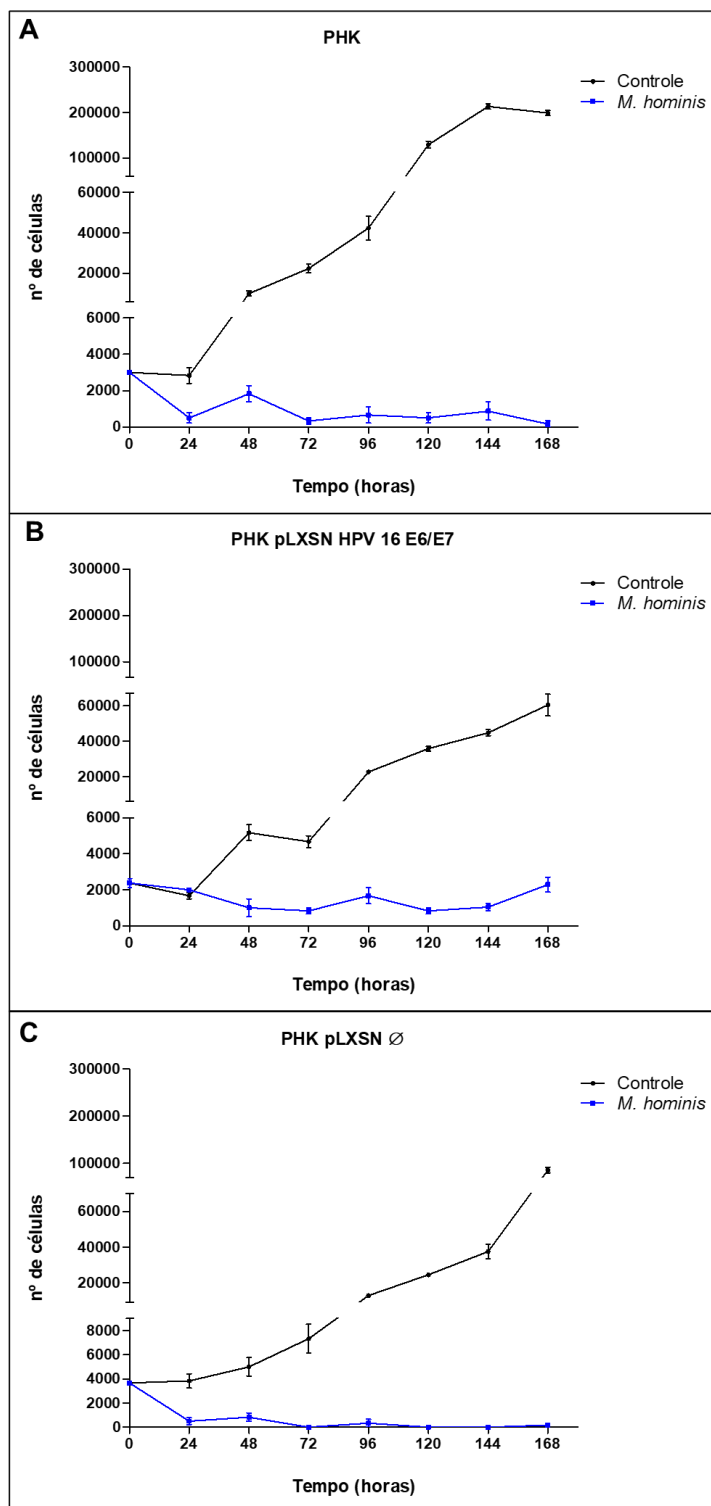 A
PHK
Controle
M. hominis
nº de células
300000
200000
100000
60000
40000
20000
6000
4000
2000
0
0 24 48 72 96 120 144 168
Tempo (horas)
B
PHK pLXSN HPV 16 E6/E7
Controle
M. hominis
nº de células
300000
200000
100000
60000
40000
20000
6000
4000
2000
0
0 24 48 72 96 120 144 168
Tempo (horas)
C
PHK pLXSN ∅
Controle
M. hominis
nº de células
300000
200000
100000
60000
40000
20000
8000
6000
4000
2000
0
0 24 48 72 96 120 144 168
Tempo (horas)